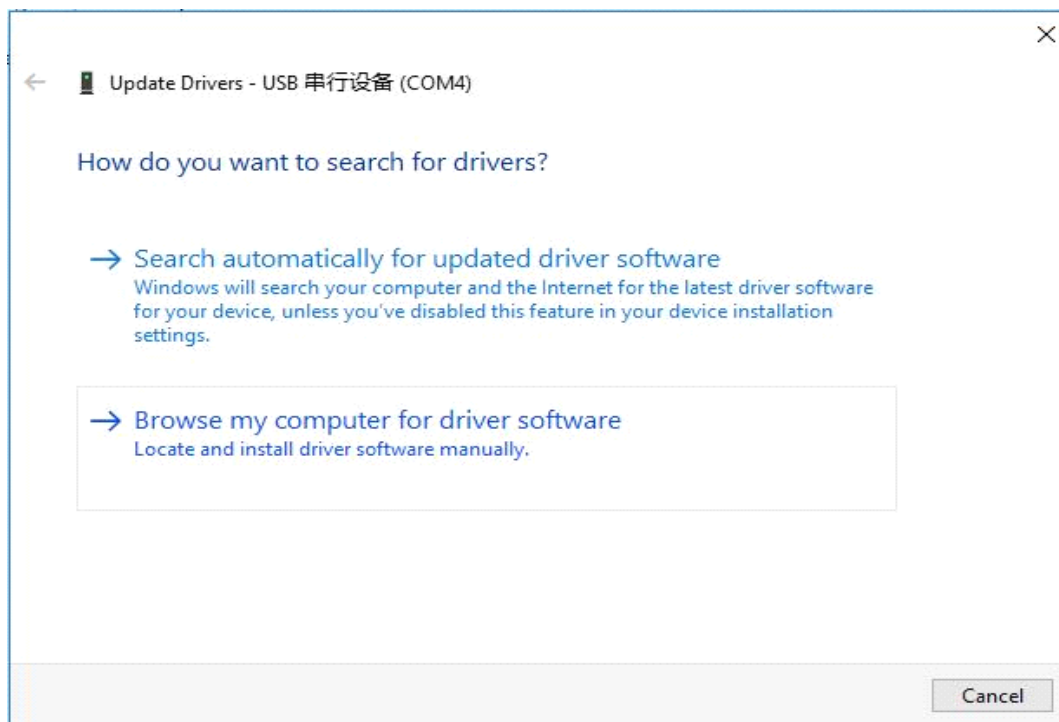 Update Drivers - USB 串行设备 (COM4)
How do you want to search for drivers?
Search automatically for updated driver software
Windows will search your computer and the Internet for the latest driver software
for your device, unless you've disabled this feature in your device installation
settings.
Browse my computer for driver software
Locate and install driver software manually.
Cancel